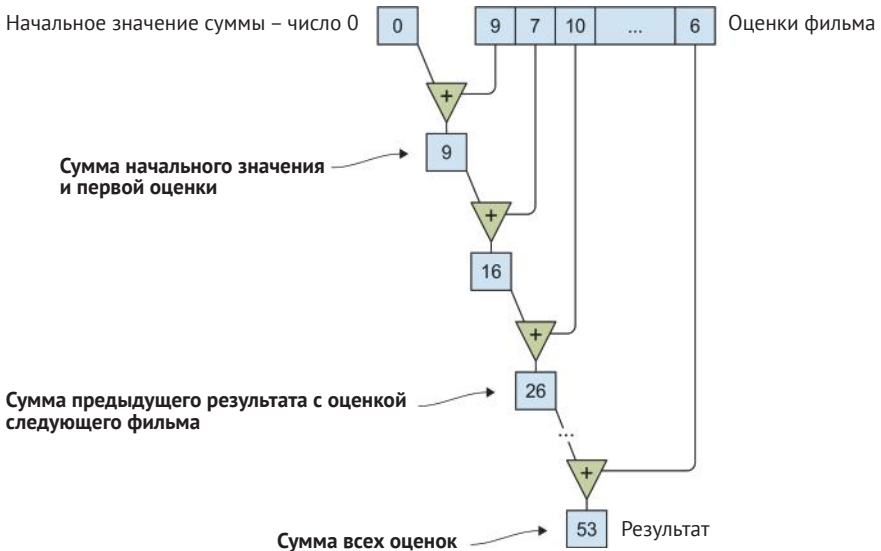 Начальное значение суммы – число 0 0 9 7 10 ... 6 Оценки фильма
+
9
Сумма начального значения
и первой оценки
+
16
+
26
Сумма предыдущего результата с оценкой
следующего фильма
...
+
53 Результат
Сумма всех оценок